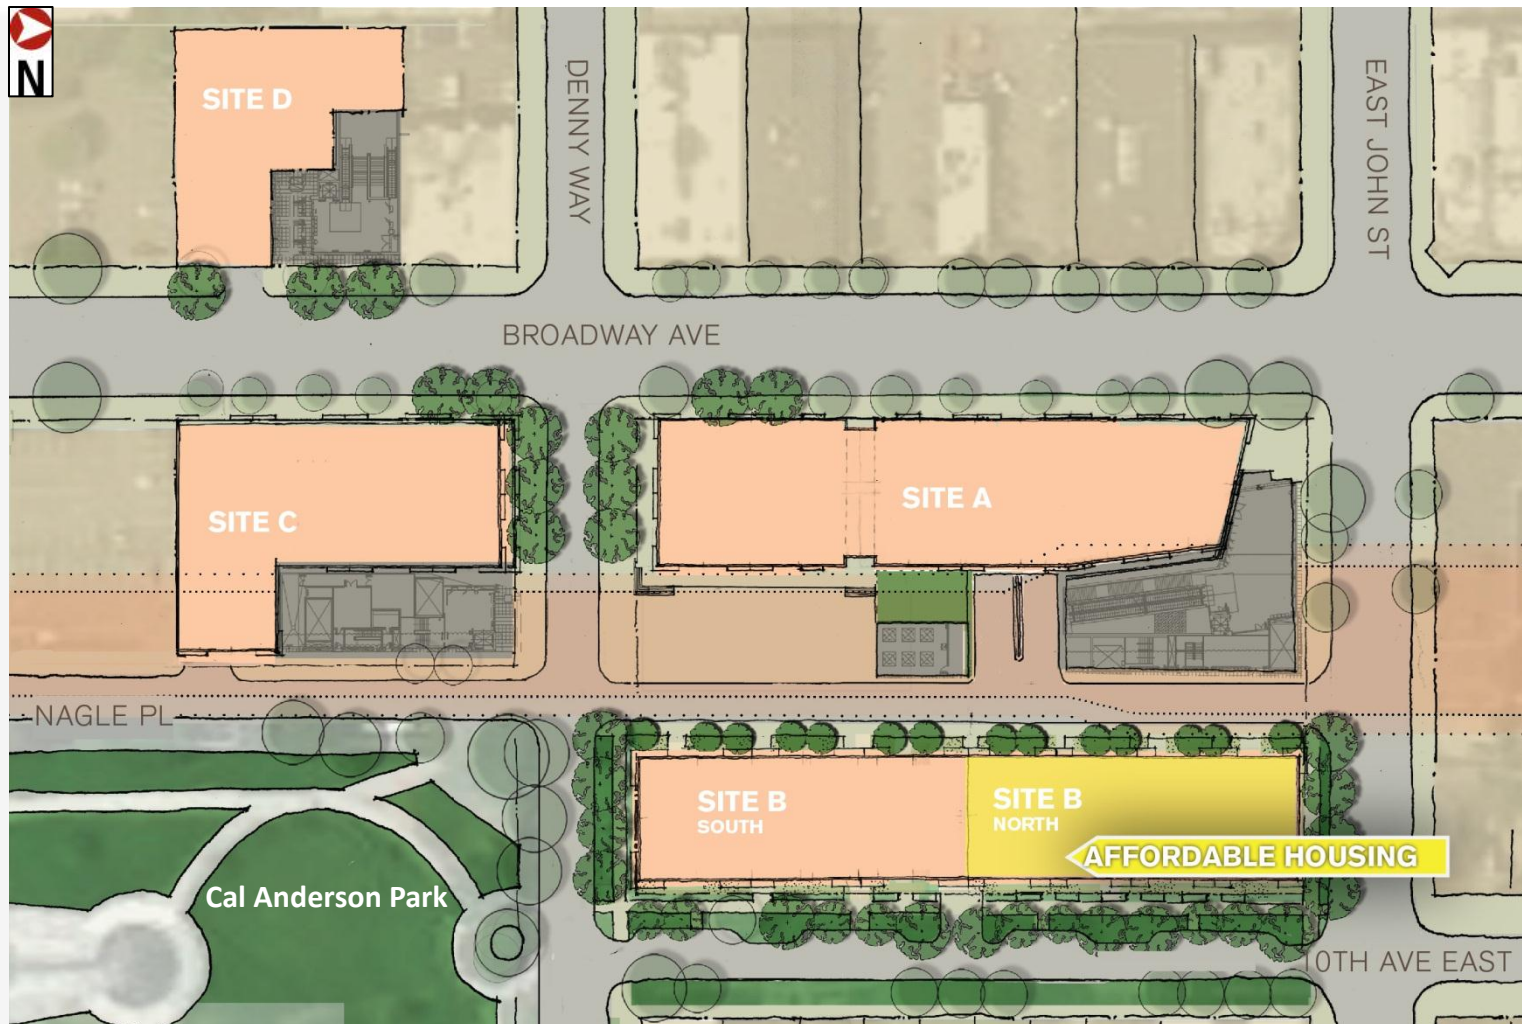 N
SITE D
DENNY WAY
EAST JOHN ST
BROADWAY AVE
SITE C
SITE A
NAGLE PL
SITE B
SOUTH
SITE B
NORTH
AFFORDABLE HOUSING
Cal Anderson Park
10TH AVE EAST